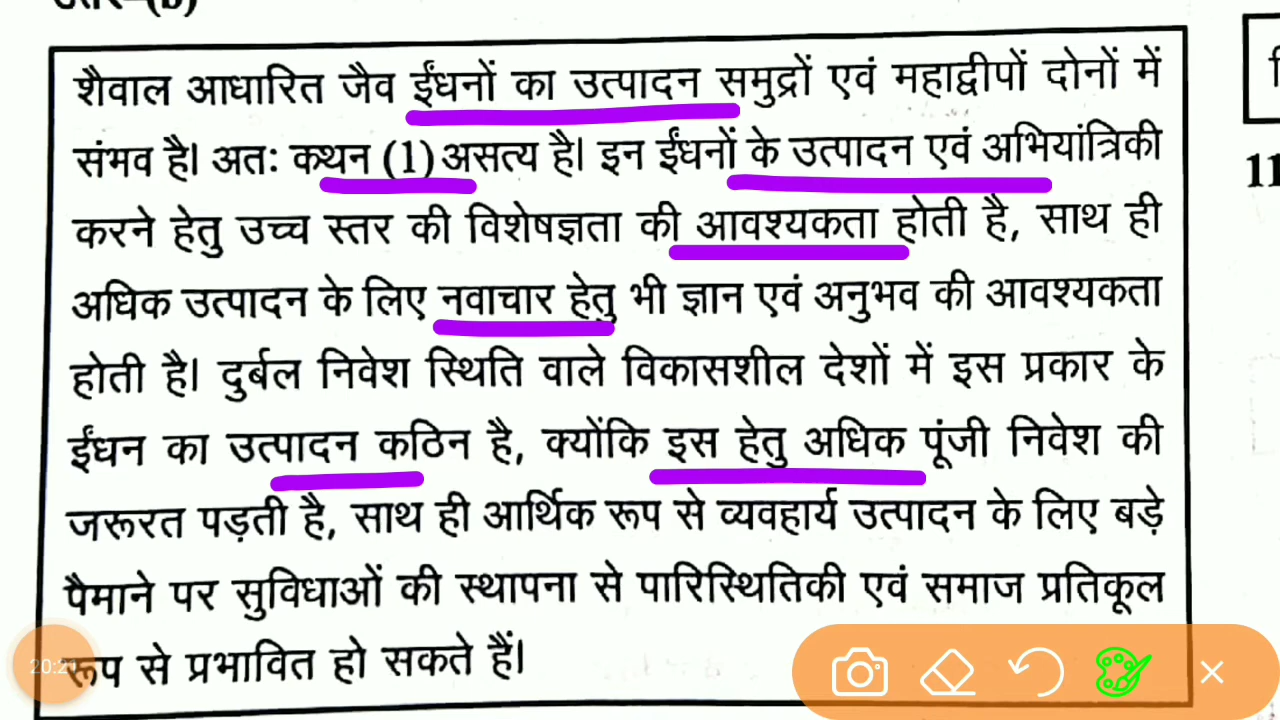 उत्तर–(b)
शैवाल आधारित जैव ईंधनों का उत्पादन समुद्रों एवं महाद्वीपों दोनों में
संभव है। अतः कथन (1) असत्य है। इन ईंधनों के उत्पादन एवं अभियांत्रिकी
करने हेतु उच्च स्तर की विशेषज्ञता की आवश्यकता होती है, साथ ही
अधिक उत्पादन के लिए नवाचार हेतु भी ज्ञान एवं अनुभव की आवश्यकता
होती है। दुर्बल निवेश स्थिति वाले विकासशील देशों में इस प्रकार के
ईंधन का उत्पादन कठिन है, क्योंकि इस हेतु अधिक पूंजी निवेश की
जरूरत पड़ती है, साथ ही आर्थिक रूप से व्यवहार्य उत्पादन के लिए बड़े
पैमाने पर सुविधाओं की स्थापना से पारिस्थितिकी एवं समाज प्रतिकूल
रूप से प्रभावित हो सकते हैं।
11